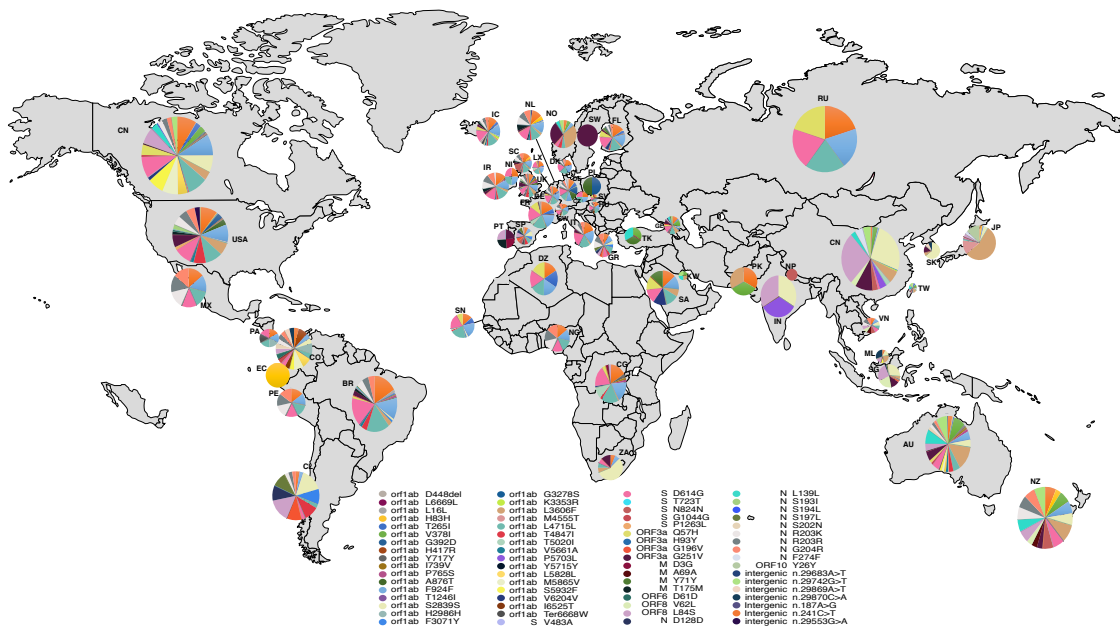 IC
NL
NO
SW
FL
RU
CN
SC
LX
DK
IR
NI
UK
PL
BE
FR
SW
IT
PT
SP
GR
TK
GE
USA
MX
DZ
KW
SA
PK
NP
IN
CN
SK
JP
TW
VN
PA
CO
EC
PE
BR
CL
SN
NG
CG
ZA
ML
SG
AU
NZ
orf1ab D448del
orf1ab L6669L
orf1ab L16L
orf1ab H83H
orf1ab T265I
orf1ab V378I
orf1ab G392D
orf1ab H417R
orf1ab Y717Y
orf1ab I739V
orf1ab P765S
orf1ab A876T
orf1ab F924F
orf1ab T1246I
orf1ab S2839S
orf1ab H2986H
orf1ab F3071Y
orf1ab G3278S
orf1ab K3353R
orf1ab L3606F
orf1ab M4555T
orf1ab L4715L
orf1ab T4847I
orf1ab T5020I
orf1ab V5661A
orf1ab P5703L
orf1ab Y5715Y
orf1ab L5828L
orf1ab M5865V
orf1ab S5932F
orf1ab V6204V
orf1ab I6525T
orf1ab Ter6668W
S V483A
S D614G
S T723T
S N824N
S G1044G
S P1263L
ORF3a Q57H
ORF3a H93Y
ORF3a G196V
ORF3a G251V
M D3G
M A69A
M Y71Y
M T175M
ORF6 D61D
ORF8 V62L
ORF8 L84S
N D128D
N L139L
N S193I
N S194L
N S197L
N S202N
N R203K
N R203R
N G204R
N F274F
ORF10 Y26Y
intergenic n.29683A>T
intergenic n.29742G>T
intergenic n.29869A>T
intergenic n.29870C>A
Intergenic n.187A>G
Intergenic n.241C>T
intergenic n.29553G>A